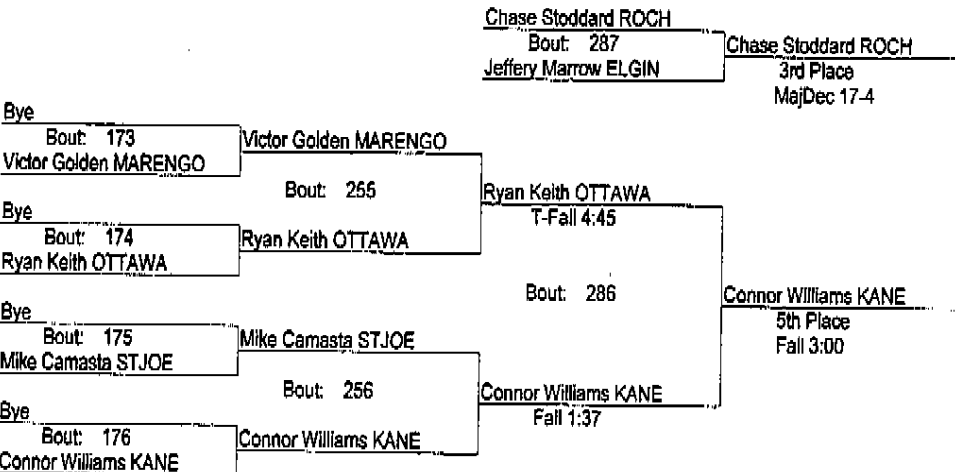 Chase Stoddard ROCH
Bout: 287
Jeffery Marrow ELGIN
Chase Stoddard ROCH
3rd Place
MajDec 17-4
Bye
Bout: 173
Victor Golden MARENGO
Victor Golden MARENGO
Bout: 255
Bye
Bout: 174
Ryan Keith OTTAWA
Ryan Keith OTTAWA
Ryan Keith OTTAWA
T-Fall 4:45
Bout: 286
Connor Williams KANE
5th Place
Fall 3:00
Bye
Bout: 175
Mike Camasta STJOE
Mike Camasta STJOE
Bout: 256
Connor Williams KANE
Fall 1:37
Bye
Bout: 176
Connor Williams KANE
Connor Williams KANE